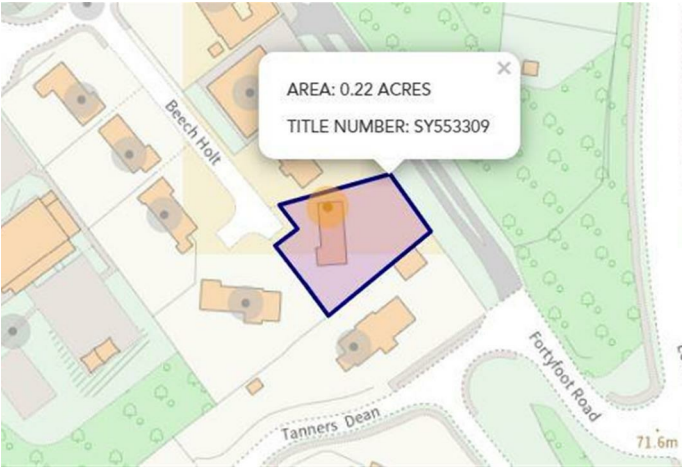 ×
AREA: 0.22 ACRES
TITLE NUMBER: SY553309
Beech Holt
Fortyfoot Road
Tanners Dean
71.6m